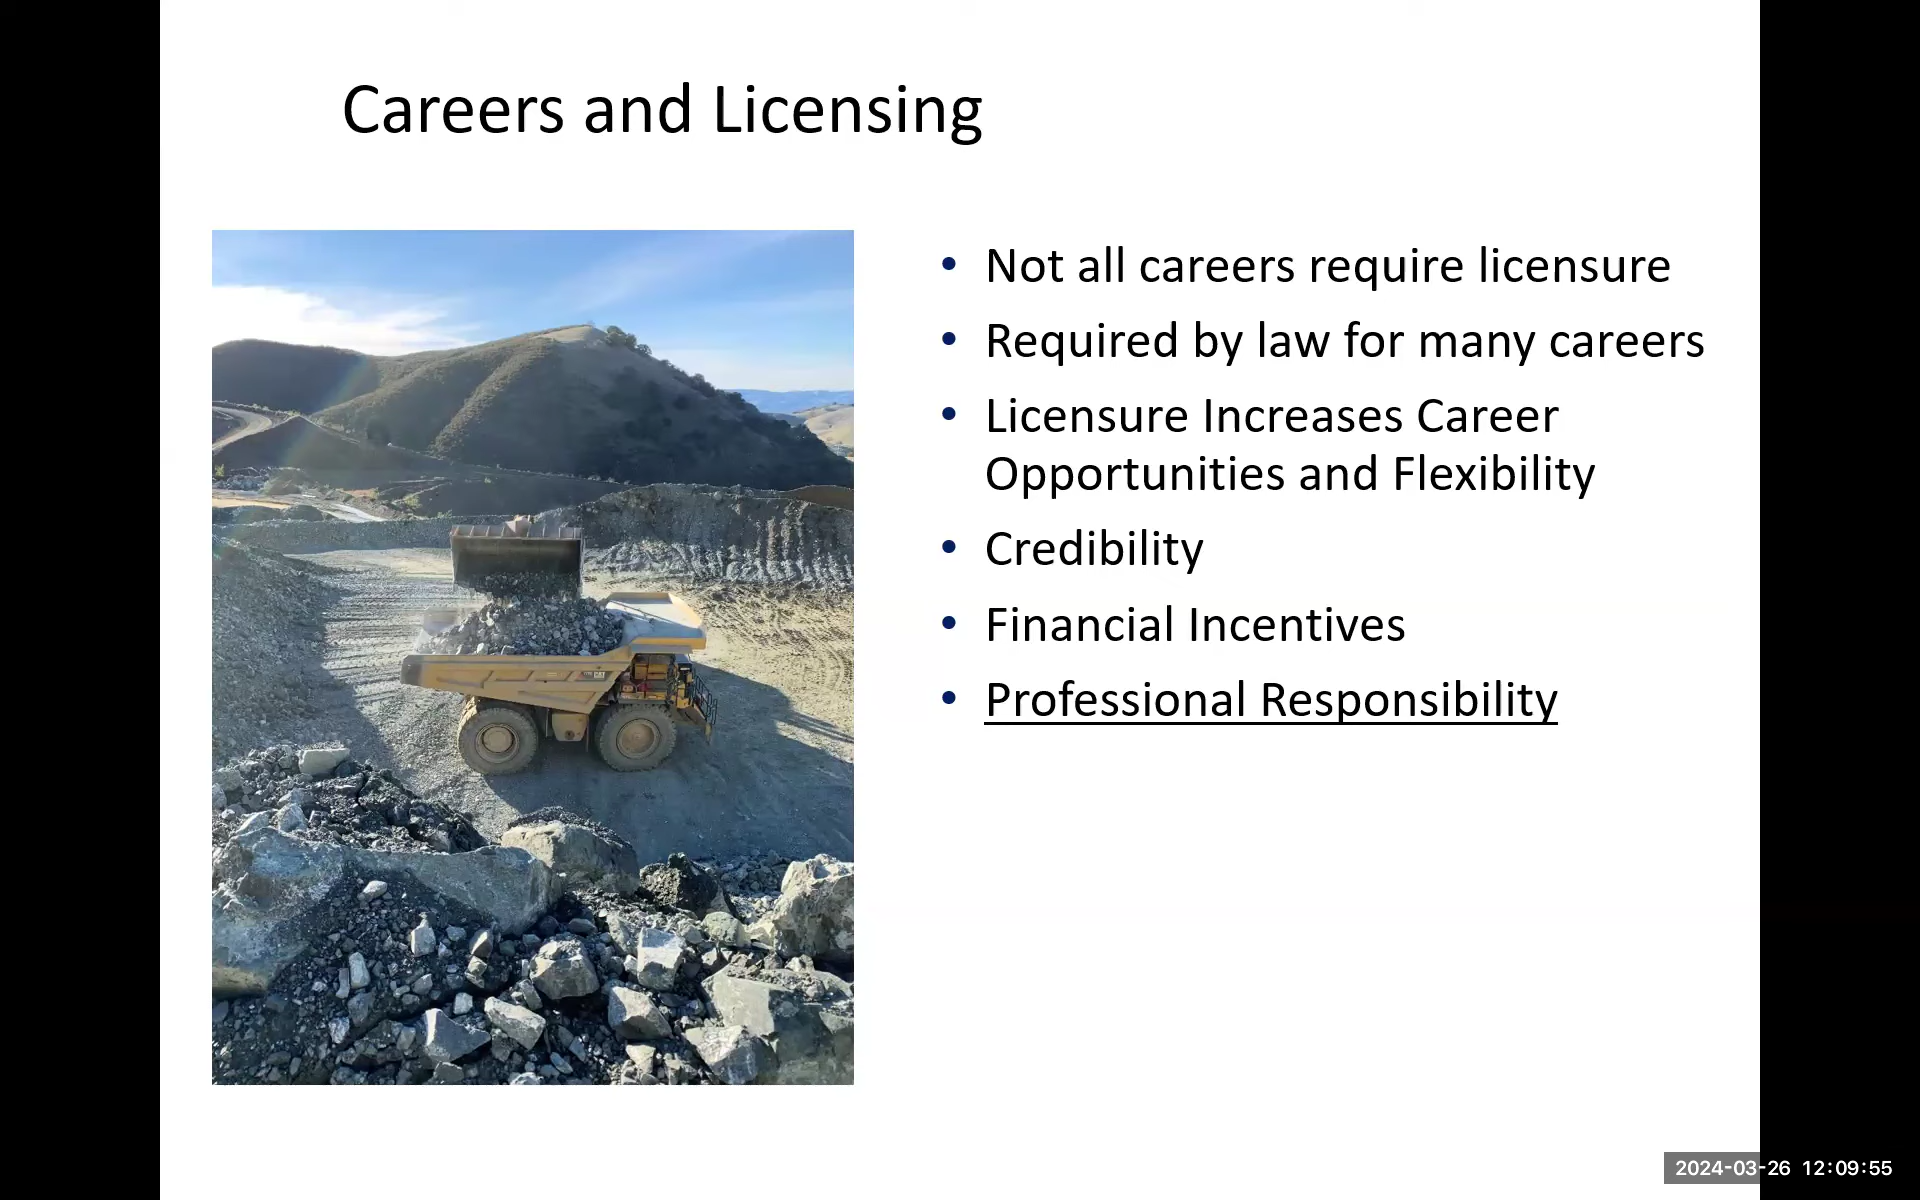 Careers and Licensing
• Not all careers require licensure
• Required by law for many careers
• Licensure Increases Career
Opportunities and Flexibility
• Credibility
• Financial Incentives
• Professional Responsibility
2024-03-26 12:09:55